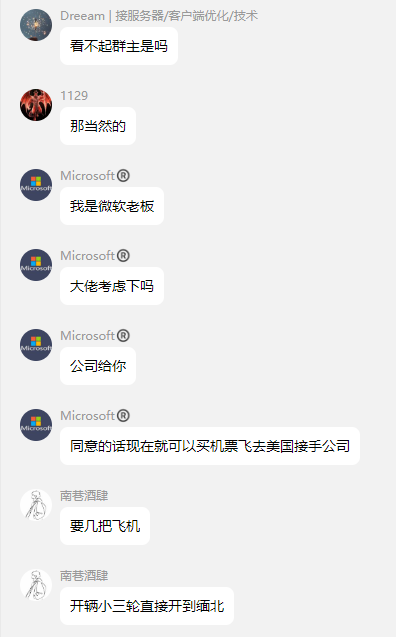 Dreeam | 接服务器/客户端优化/技术
看不起群主是吗
1129
那当然的
Microsoft®
Microsoft
我是微软老板
Microsoft®
Microsoft
大佬考虑下吗
Microsoft®
Microsoft
公司给你
Microsoft®
Microsoft
同意的话现在就可以买机票飞去美国接手公司
南巷酒肆
要几把飞机
南巷酒肆
开辆小三轮直接开到缅北